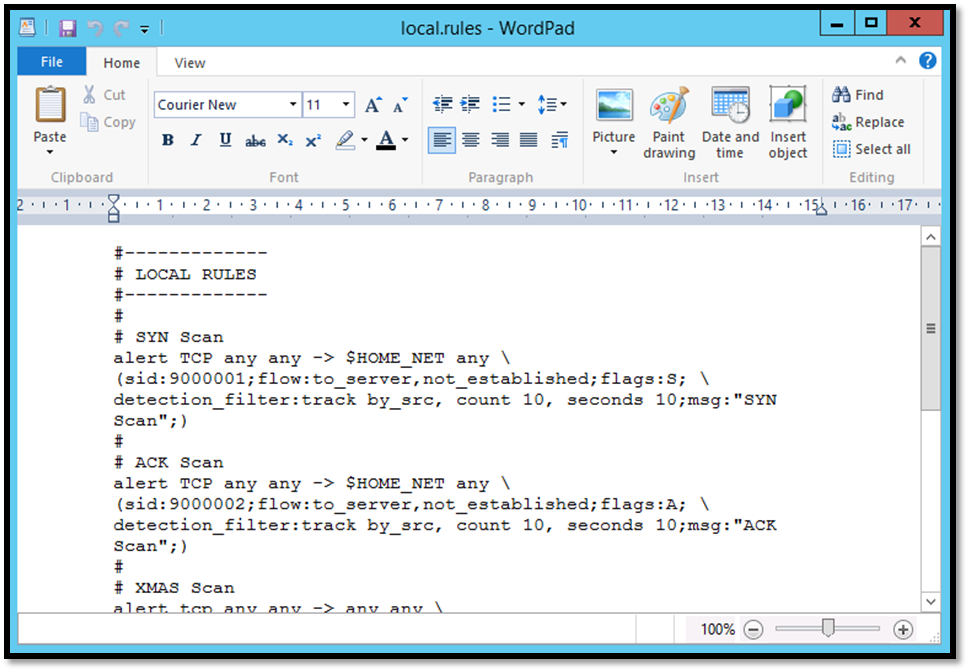 local.rules - WordPad
File Home View
Paste
Cut
Copy
Clipboard
Courier New 11
B I U abc X₂ X² A
Font
Paragraph
Picture
Paint drawing
Date and time
Insert object
Insert
Find
Replace
Select all
Editing
2 1 1 2 3 4 5 6 7 8 9 10 11 12 13 14 15 16 17
#-------------
# LOCAL RULES
#-------------
#
# SYN Scan
alert TCP any any -> $HOME_NET any \
(sid:9000001;flow:to_server,not_established;flags:S; \
detection_filter:track by_src, count 10, seconds 10;msg:"SYN
Scan";)
#
# ACK Scan
alert TCP any any -> $HOME_NET any \
(sid:9000002;flow:to_server,not_established;flags:A; \
detection_filter:track by_src, count 10, seconds 10;msg:"ACK
Scan";)
#
# XMAS Scan
alert tcp any any -> any any \
100%